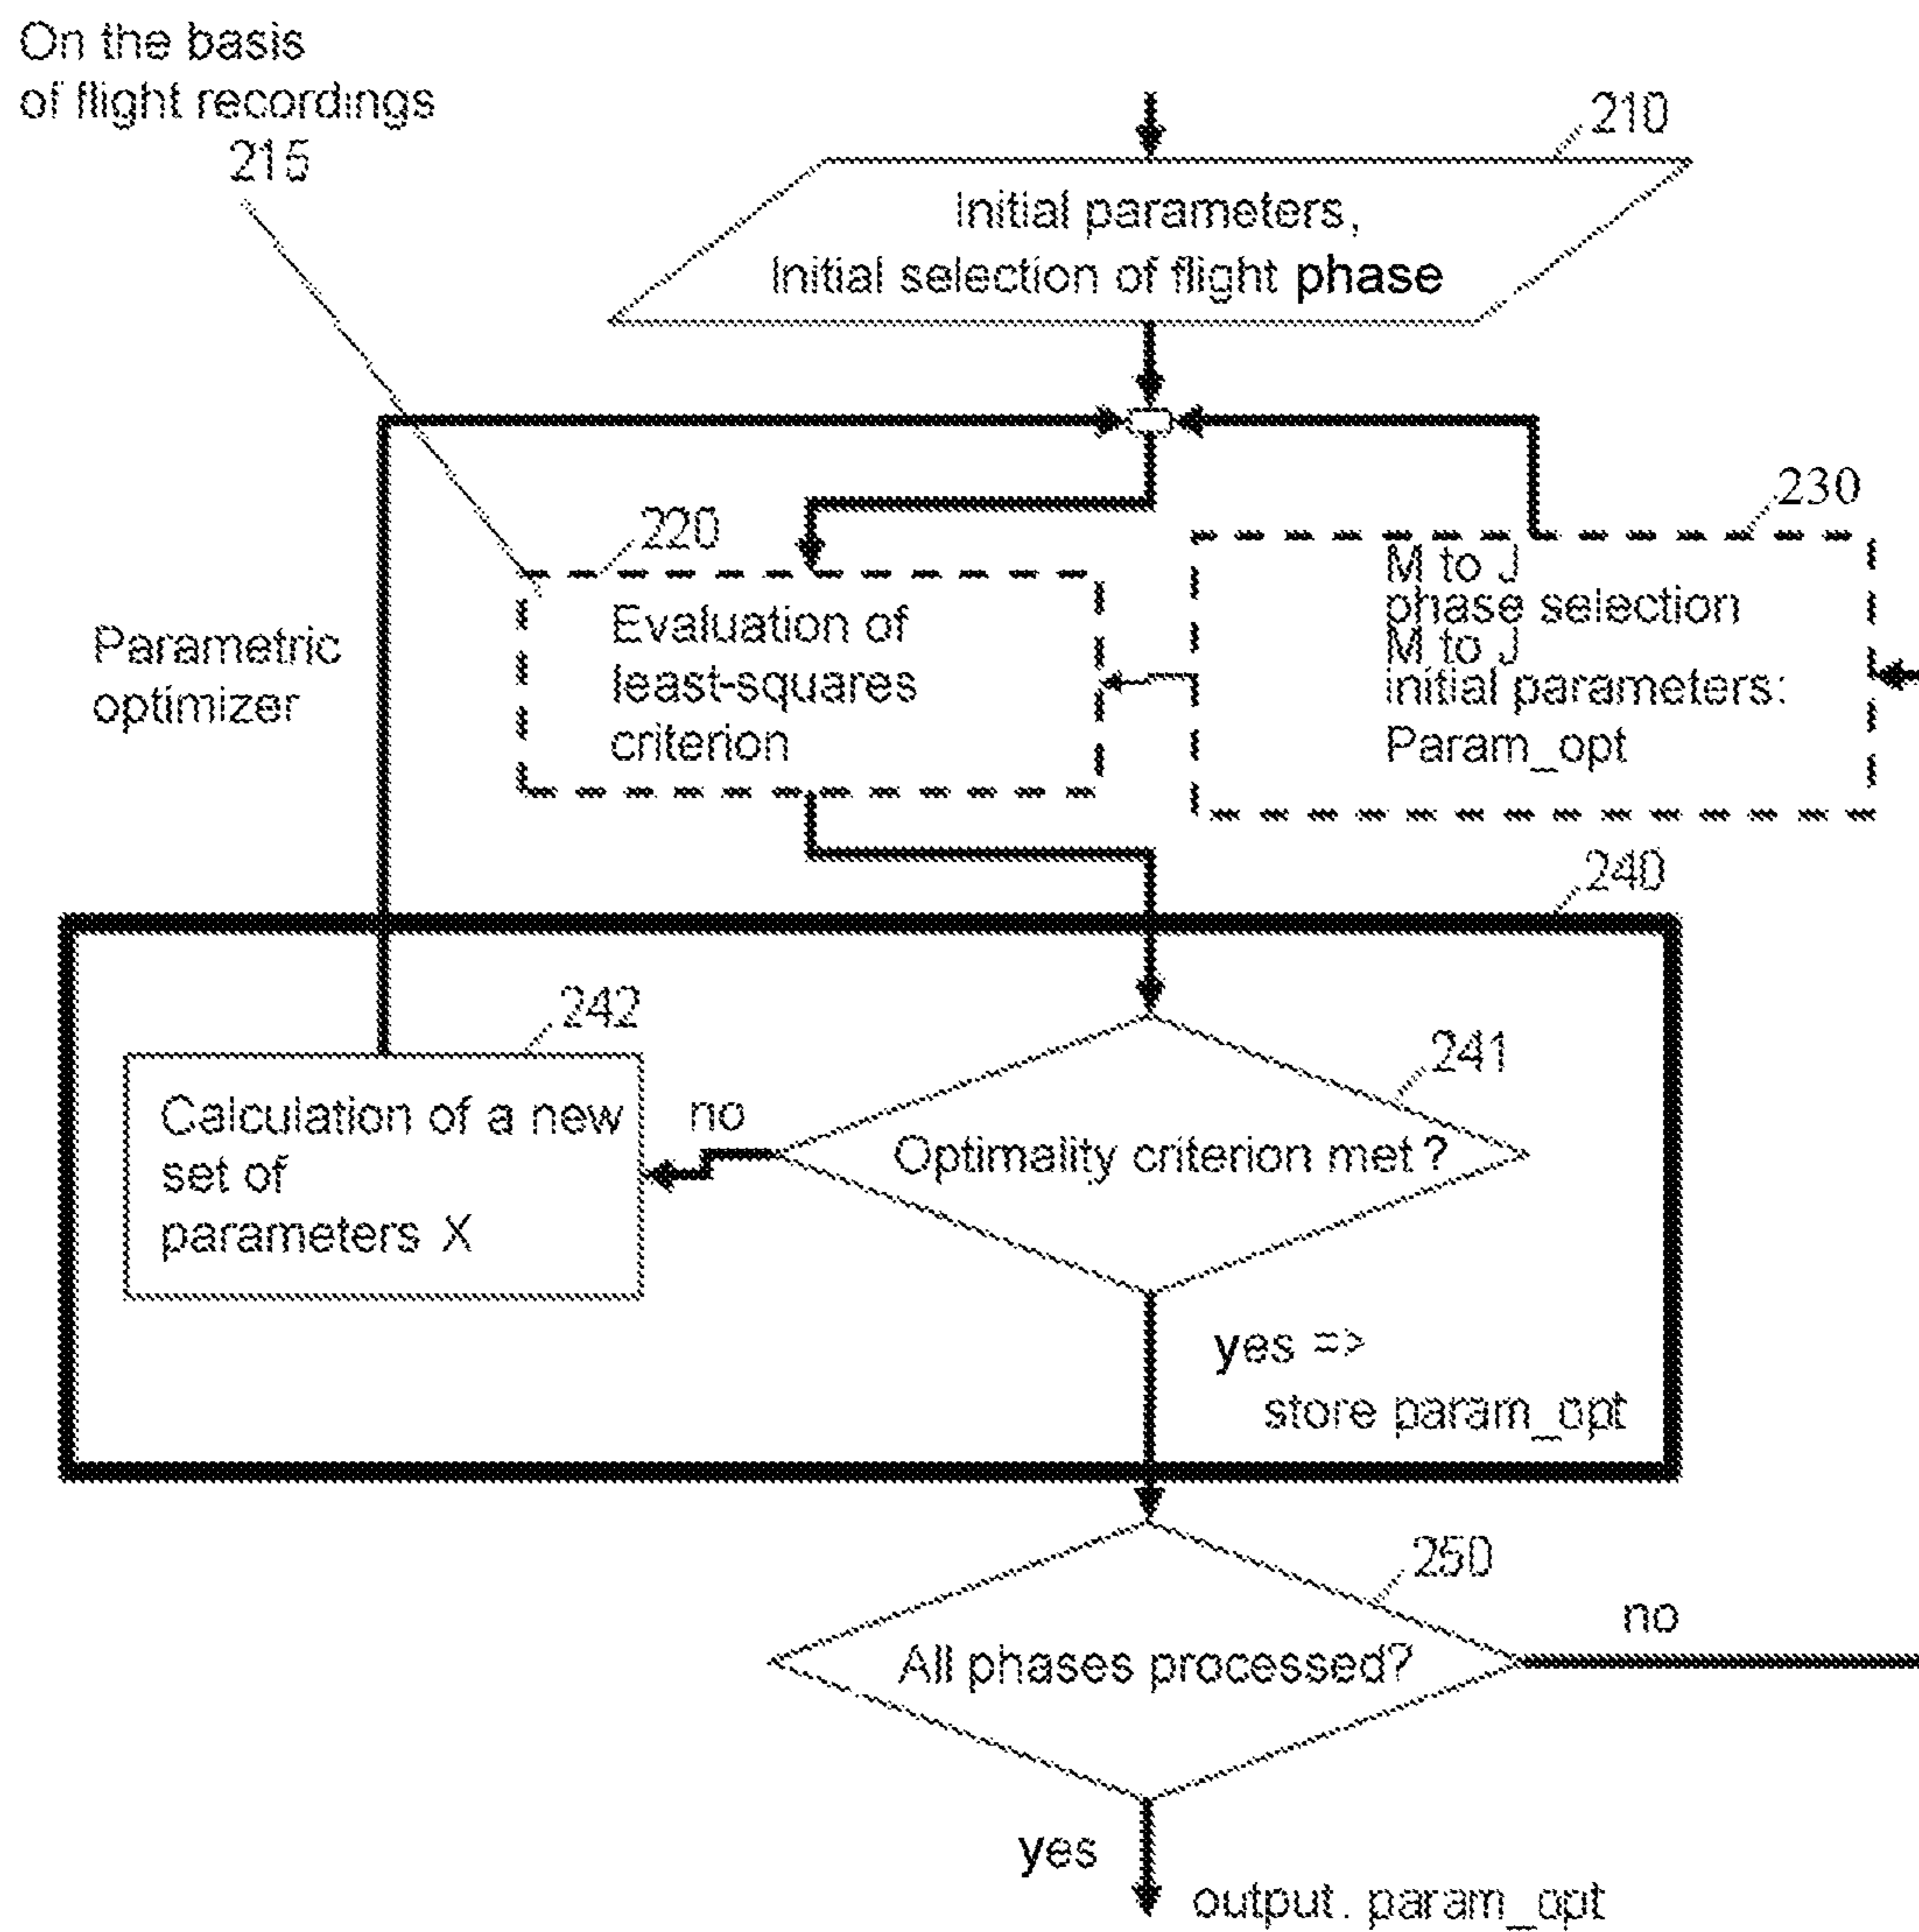 On the basis
of flight recordings
215
210
Initial parameters,
Initial selection of flight phase
220
230
Parametric
optimizer
Evaluation of
least-squares
criterion
M to J
phase selection
M to J
initial parameters:
Param_opt
240
242
241
Calculation of a new
set of
parameters X
no
Optimality criterion met?
yes =>
store param_opt
250
no
All phases processed?
yes
output. param_opt